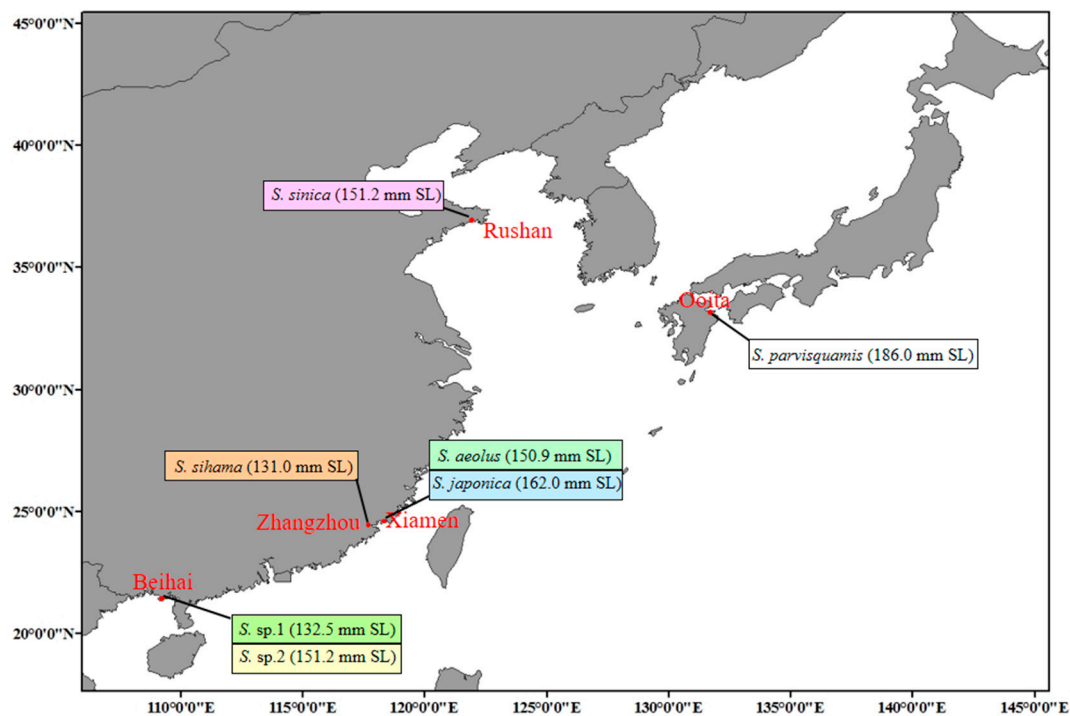 45°0'0"N
40°0'0"N
S. sinica (151.2 mm SL)
Rushan
35°0'0"N
Ooita
S. parvisquamis (186.0 mm SL)
30°0'0"N
S. aeolus (150.9 mm SL)
S. sihama (131.0 mm SL)
S. japonica (162.0 mm SL)
25°0'0"N
Zhangzhou
Xiamen
Beihai
S. sp.1 (132.5 mm SL)
20°0'0"N
S. sp.2 (151.2 mm SL)
110°0'0"E 115°0'0"E 120°0'0"E 125°0'0"E 130°0'0"E 135°0'0"E 140°0'0"E 145°0'0"E